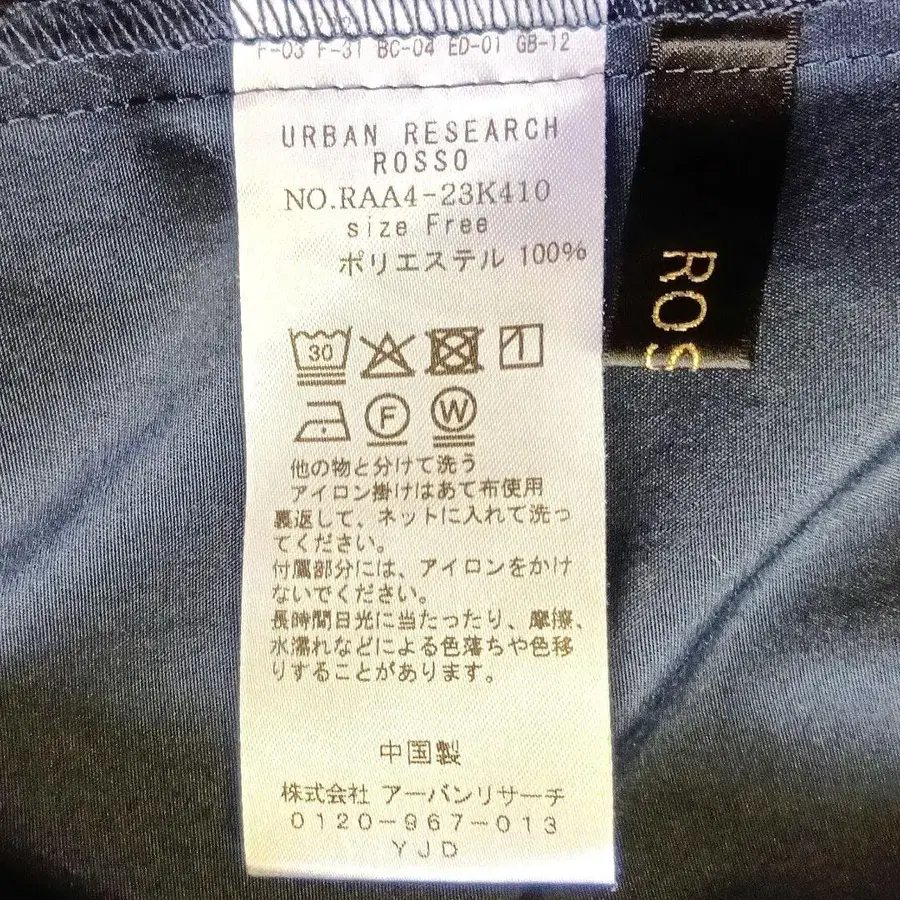 F-03 F-31 BC-04 ED-01 GB-12
URBAN RESEARCH
ROSSO
NO.RAA4-23K410
size Free
ポリエステル 100%
30
F
W
他の物と分けて洗う
アイロン掛けはあて布使用
裏返して、ネットに入れて洗っ
てください。
付属部分には、アイロンをかけ
ないでください。
長時間日光に当たったり、摩擦、
水濡れなどによる色落ちや色移
りすることがあります。
中国製
株式会社 アーバンリサーチ
0120-967-013
YJD
ROS